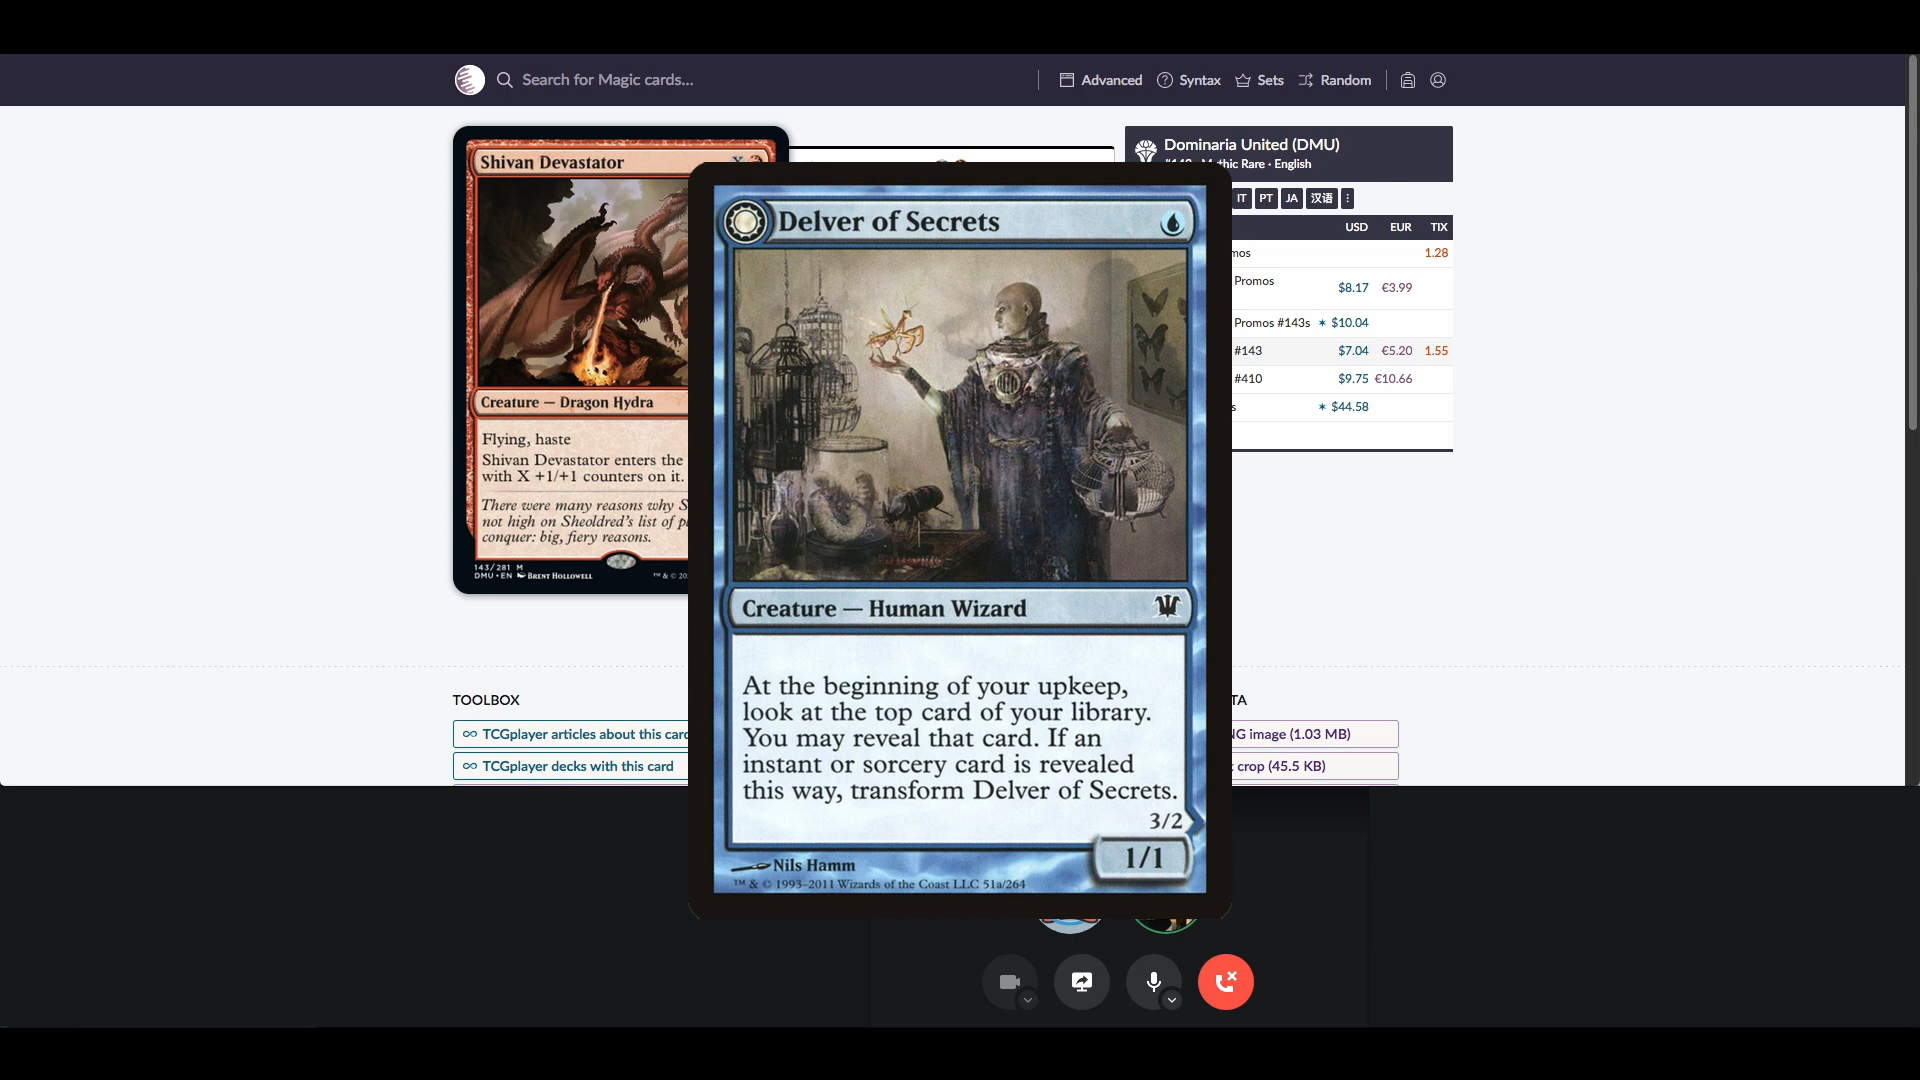 Search for Magic cards...
Advanced
Syntax
Sets
Random
Shivan Devastator
X
Creature — Dragon Hydra
Flying, haste
Shivan Devastator enters the
with X +1/+1 counters on it.
There were many reasons why S
not high on Sheoldred's list of
conquer: big, fiery reasons.
143/281 M
DMU • EN BRENT HOLLOWELL
™ & © 20
Delver of Secrets
Creature — Human Wizard
At the beginning of your upkeep,
look at the top card of your library.
You may reveal that card. If an
instant or sorcery card is revealed
this way, transform Delver of Secrets.
3/2
1/1
Nils Hamm
™ & © 1993–2011 Wizards of the Coast LLC 51a/264
Dominaria United (DMU)
Rare · English
IT PT JA 汉语
USD EUR TIX
1.28
Promos
$8.17 €3.99
Promos #143s ✶ $10.04
#143 $7.04 €5.20 1.55
#410 $9.75 €10.66
✶ $44.58
TOOLBOX
TCGplayer articles about this card
TCGplayer decks with this card
image (1.03 MB)
crop (45.5 KB)